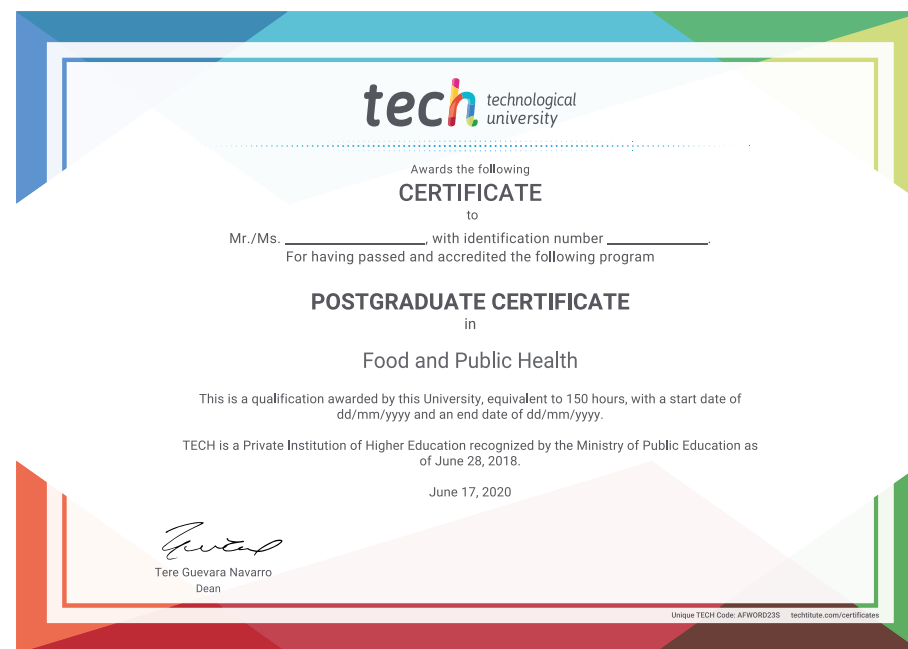 tech technological
university
Awards the following
CERTIFICATE
to
Mr./Ms. ____________________, with identification number ______________.
For having passed and accredited the following program
POSTGRADUATE CERTIFICATE
in
Food and Public Health
This is a qualification awarded by this University, equivalent to 150 hours, with a start date of
dd/mm/yyyy and an end date of dd/mm/yyyy.
TECH is a Private Institution of Higher Education recognized by the Ministry of Public Education as
of June 28, 2018.
June 17, 2020
Tere Guevara Navarro
Dean
Unique TECH Code: AFWORD23S techtitute.com/certificates